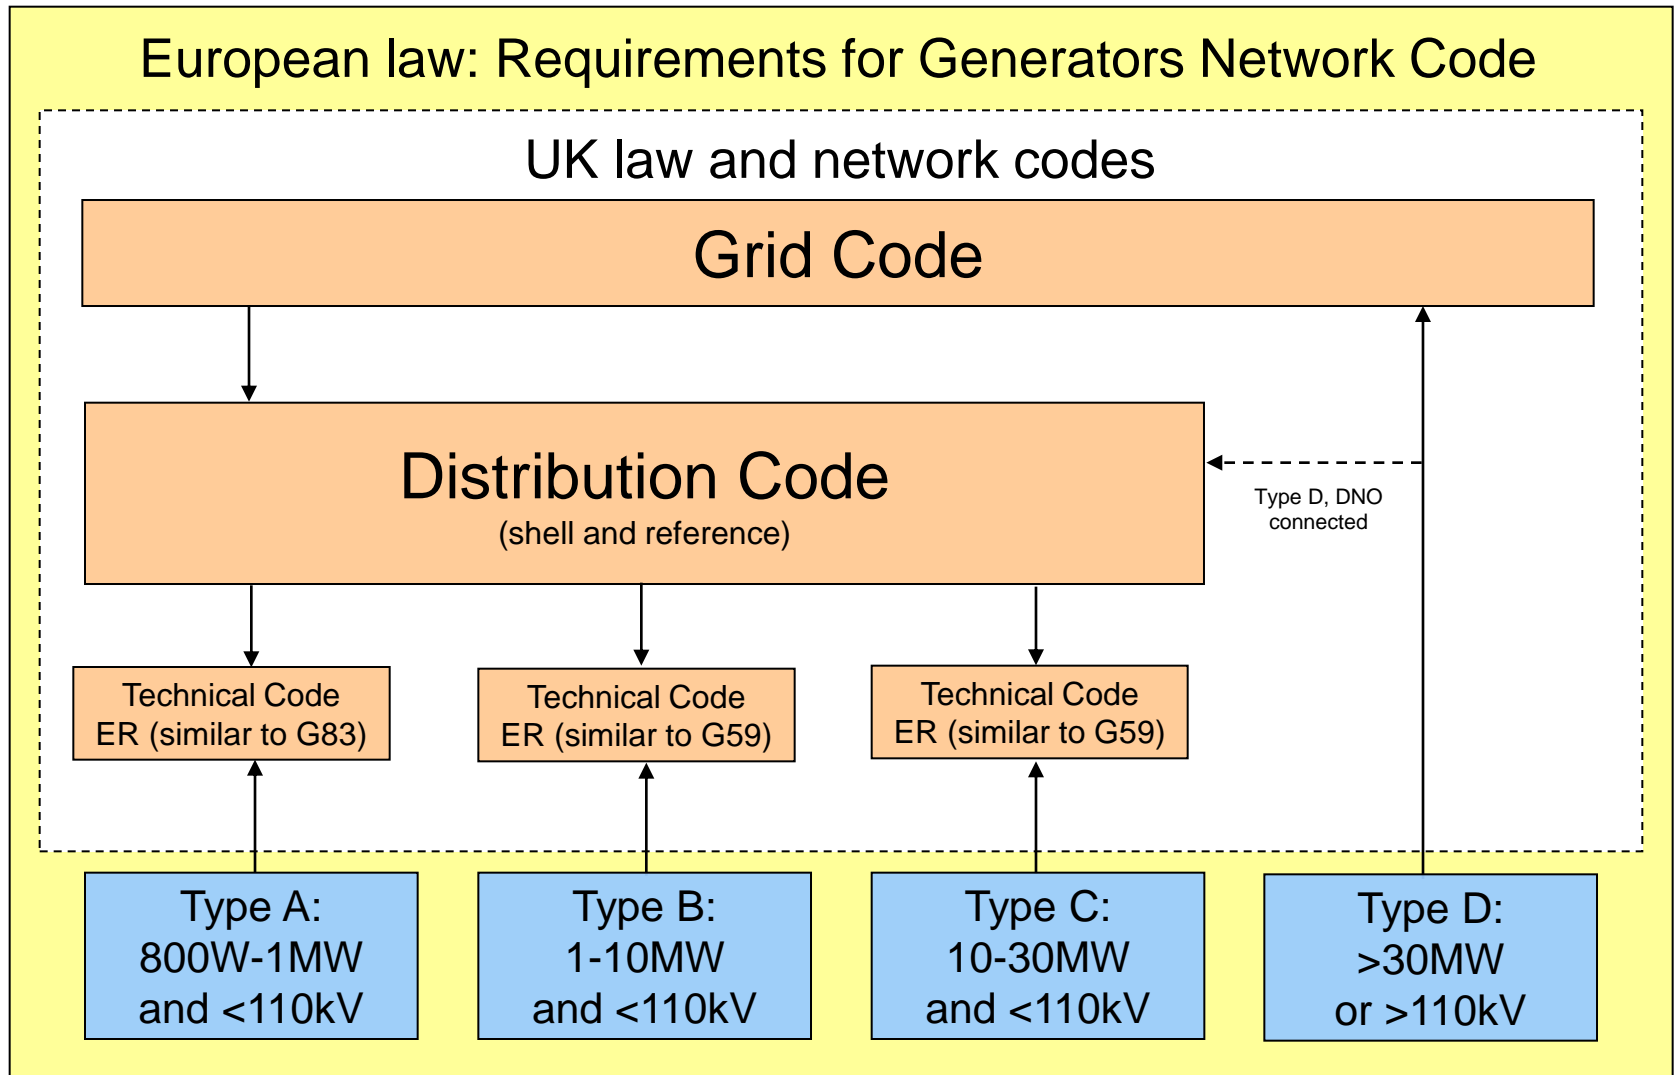 European law: Requirements for Generators Network Code
UK law and network codes
Grid Code
Distribution Code
(shell and reference)
Type D, DNO
connected
Technical Code
ER (similar to G83)
Technical Code
ER (similar to G59)
Technical Code
ER (similar to G59)
Type A:
800W-1MW
and <110kV
Type B:
1-10MW
and <110kV
Type C:
10-30MW
and <110kV
Type D:
>30MW
or >110kV